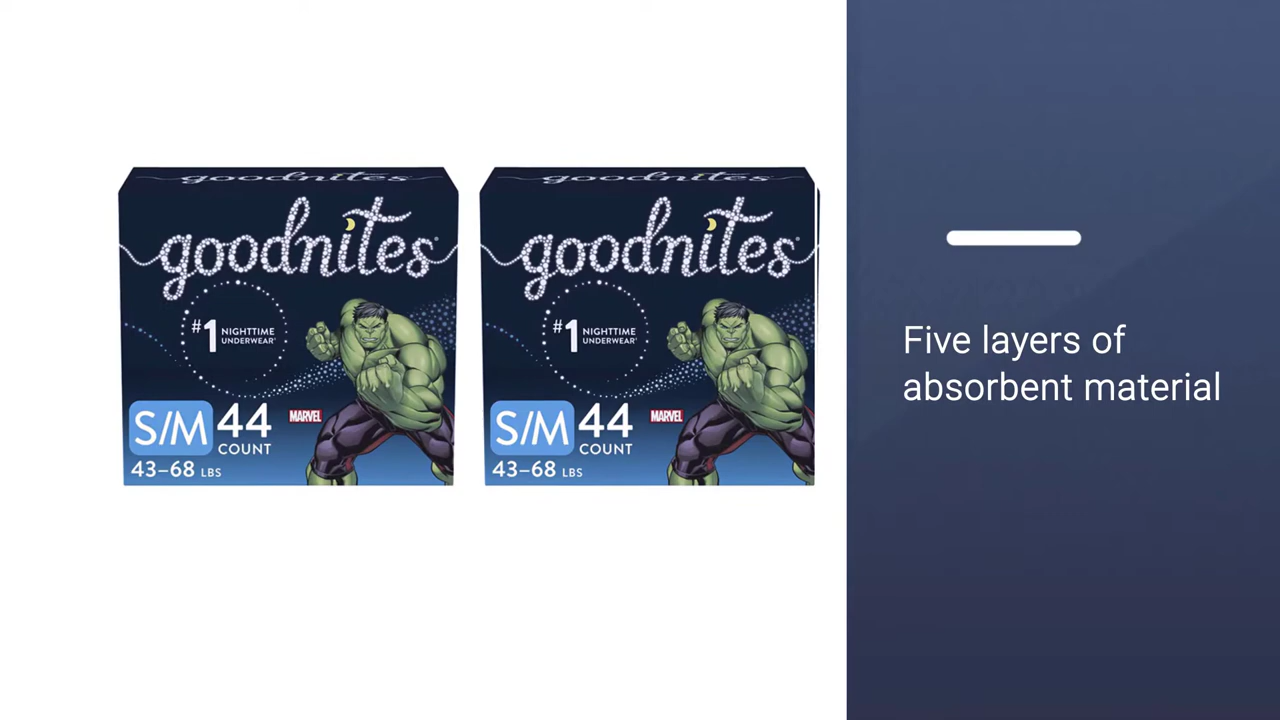 goodnites
goodnites
#1 NIGHTTIME
UNDERWEAR*
S/M 44
COUNT
MARVEL
43–68 LBS
goodnites
goodnites
#1 NIGHTTIME
UNDERWEAR*
S/M 44
COUNT
MARVEL
43–68 LBS
Five layers of
absorbent material